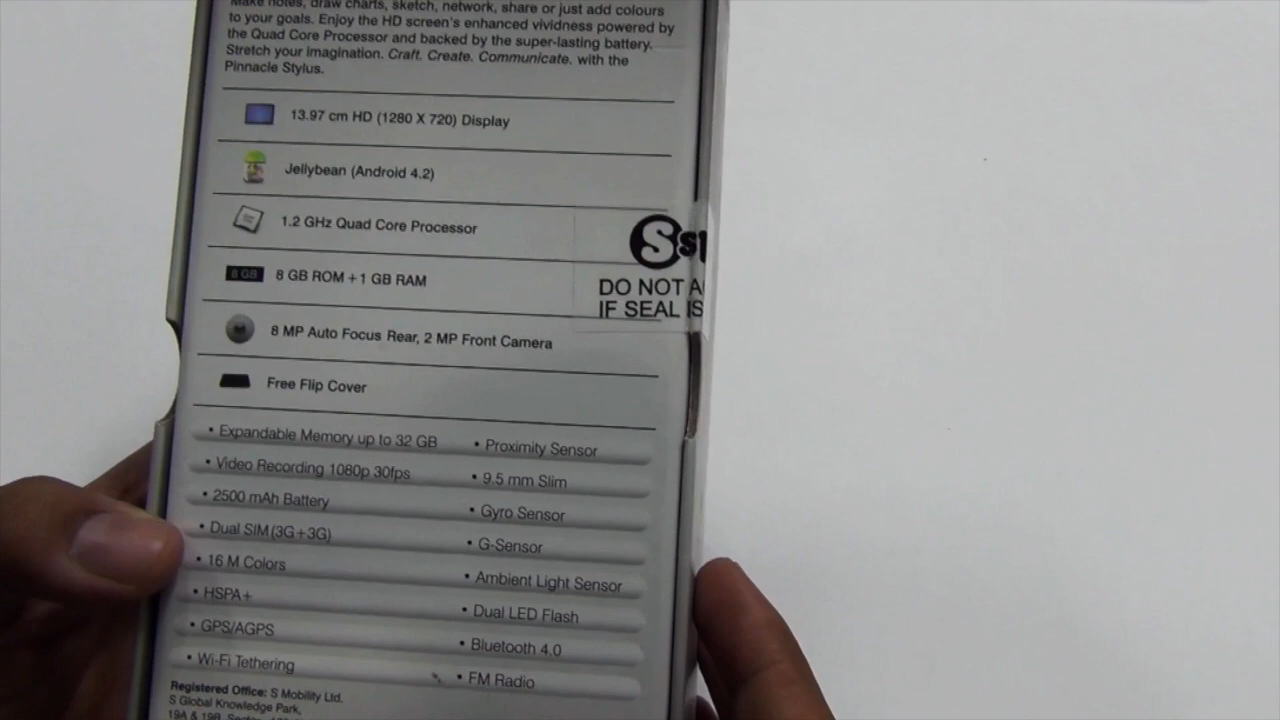 Make notes, draw charts, sketch, network, share or just add colours
to your goals. Enjoy the HD screen's enhanced vividness powered by
the Quad Core Processor and backed by the super-lasting battery.
Stretch your imagination. Craft. Create. Communicate. with the
Pinnacle Stylus.
13.97 cm HD (1280 X 720) Display
Jellybean (Android 4.2)
1.2 GHz Quad Core Processor
8 GB 8 GB ROM + 1 GB RAM
8 MP Auto Focus Rear, 2 MP Front Camera
Free Flip Cover
S
DO NOT A
IF SEAL IS
• Expandable Memory up to 32 GB
• Video Recording 1080p 30fps
• 2500 mAh Battery
• Dual SIM (3G+3G)
• 16 M Colors
• HSPA+
• GPS/AGPS
• Wi-Fi Tethering
• Proximity Sensor
• 9.5 mm Slim
• Gyro Sensor
• G-Sensor
• Ambient Light Sensor
• Dual LED Flash
• Bluetooth 4.0
• FM Radio
Registered Office: S Mobility Ltd.
S Global Knowledge Park,
19A & 19B,